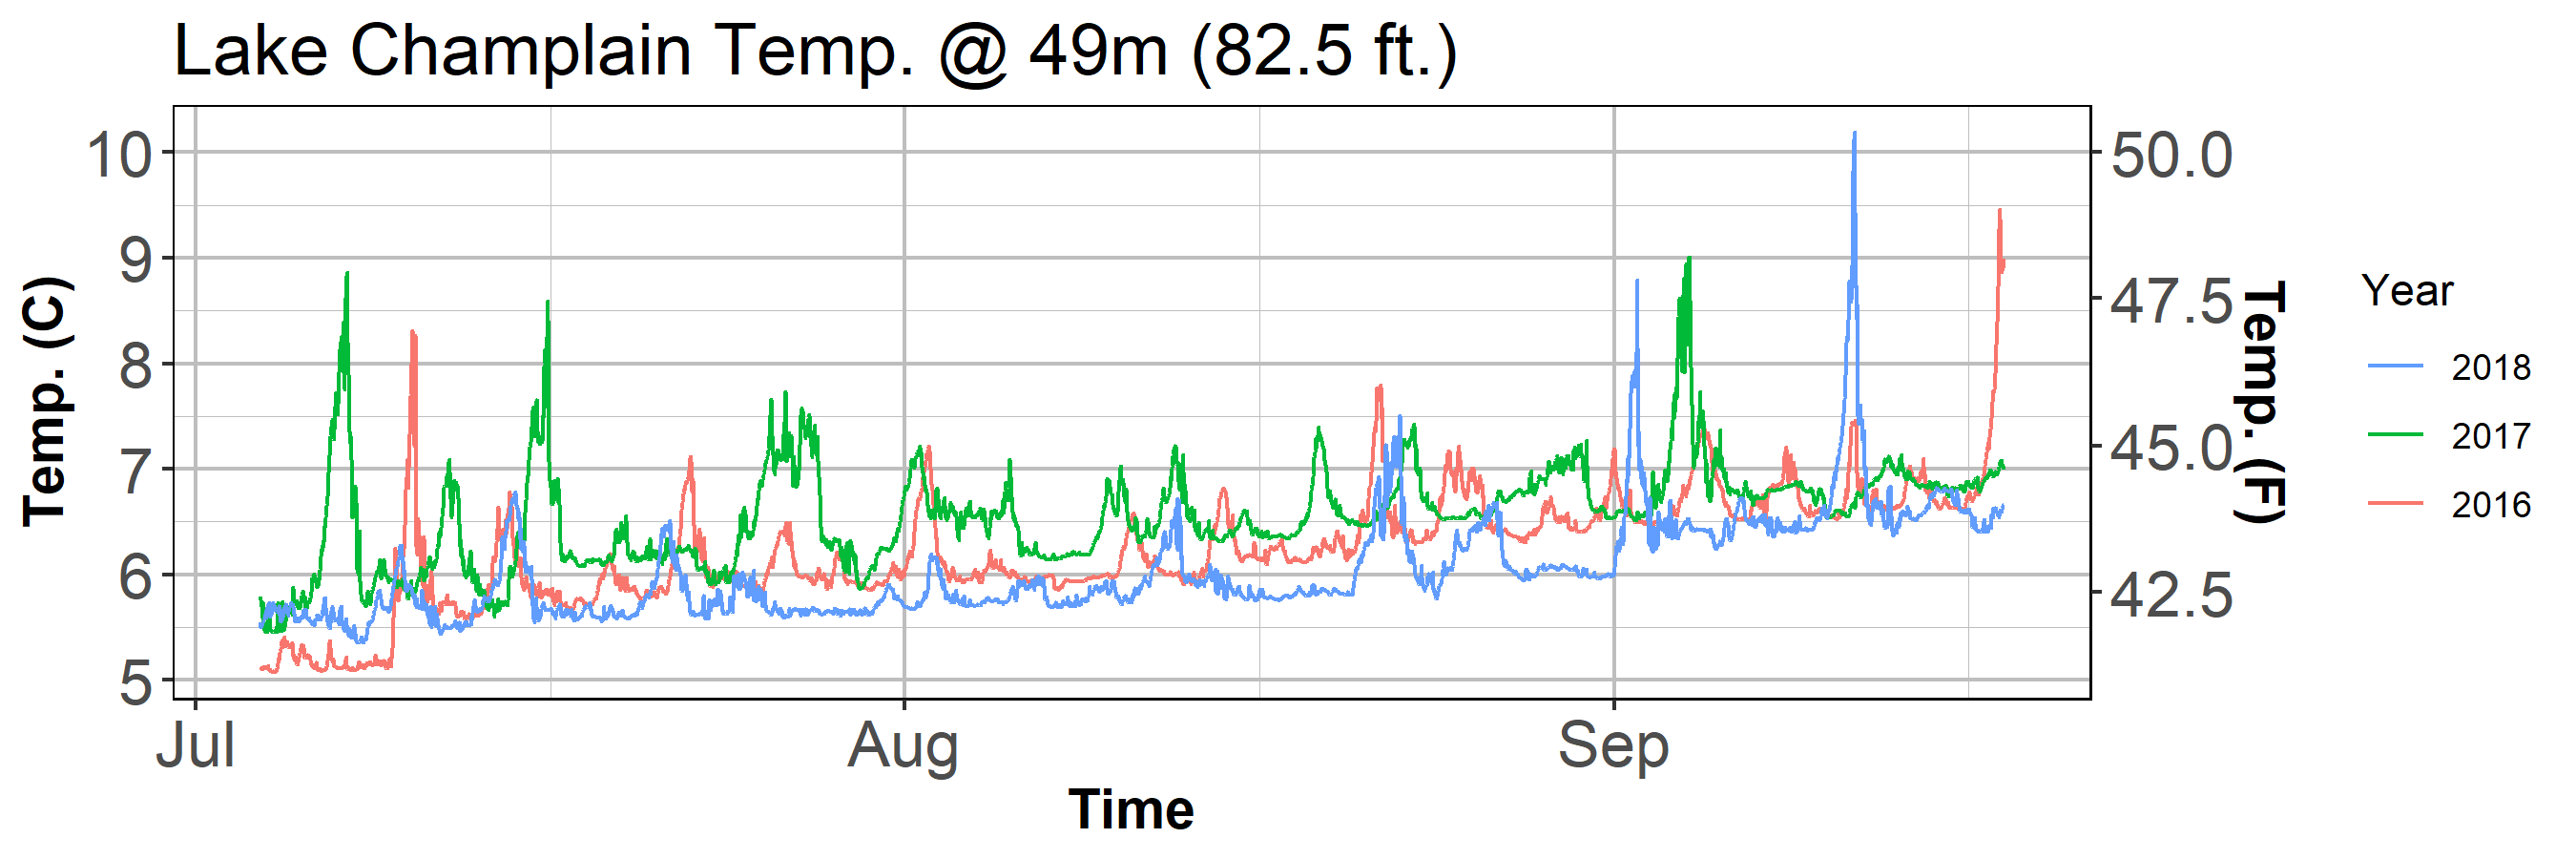 Lake Champlain Temp. @ 49m (82.5 ft.)
Temp. (C)
10
9
8
7
6
5
50.0
47.5
45.0
42.5
Temp. (F)
Jul
Aug
Sep
Time
Year
2018
2017
2016